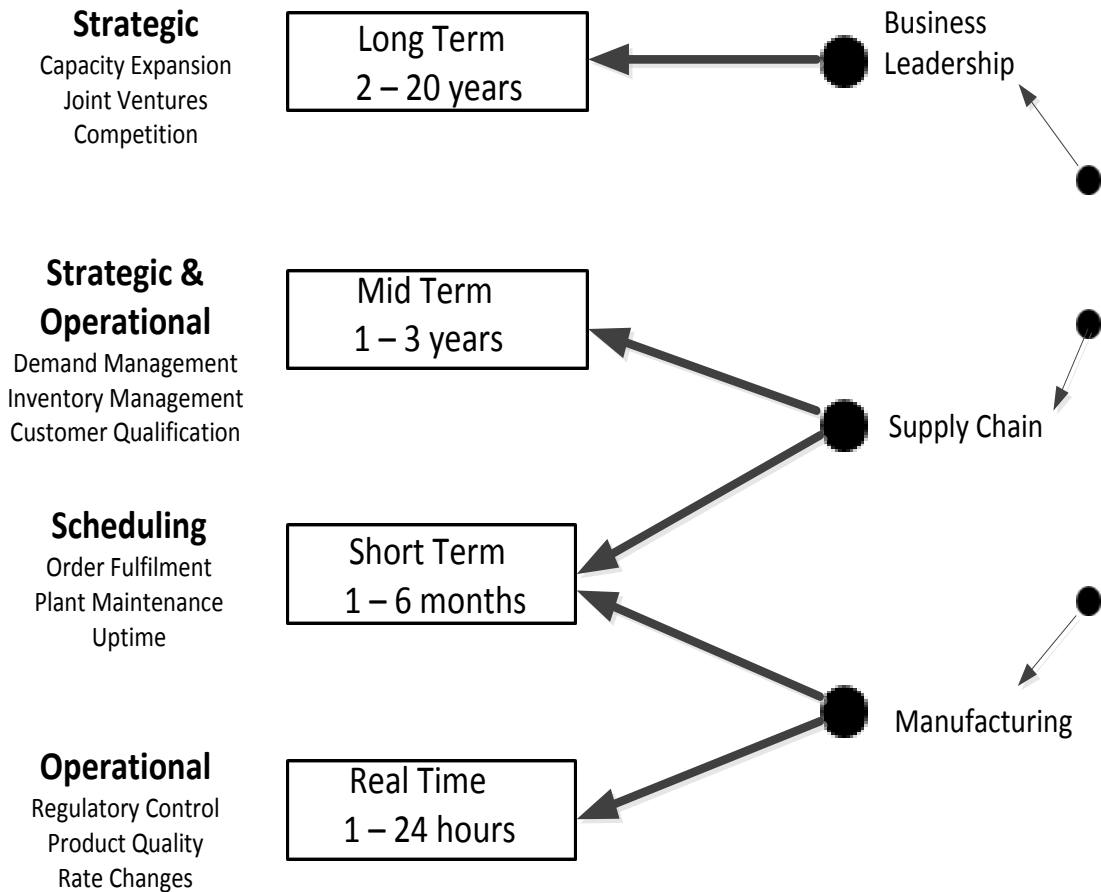 Strategic
Capacity Expansion
Joint Ventures
Competition
Long Term
2 – 20 years
Business
Leadership
Strategic &
Operational
Demand Management
Inventory Management
Customer Qualification
Mid Term
1 – 3 years
Supply Chain
Scheduling
Order Fulfilment
Plant Maintenance
Uptime
Short Term
1 – 6 months
Manufacturing
Operational
Regulatory Control
Product Quality
Rate Changes
Real Time
1 – 24 hours